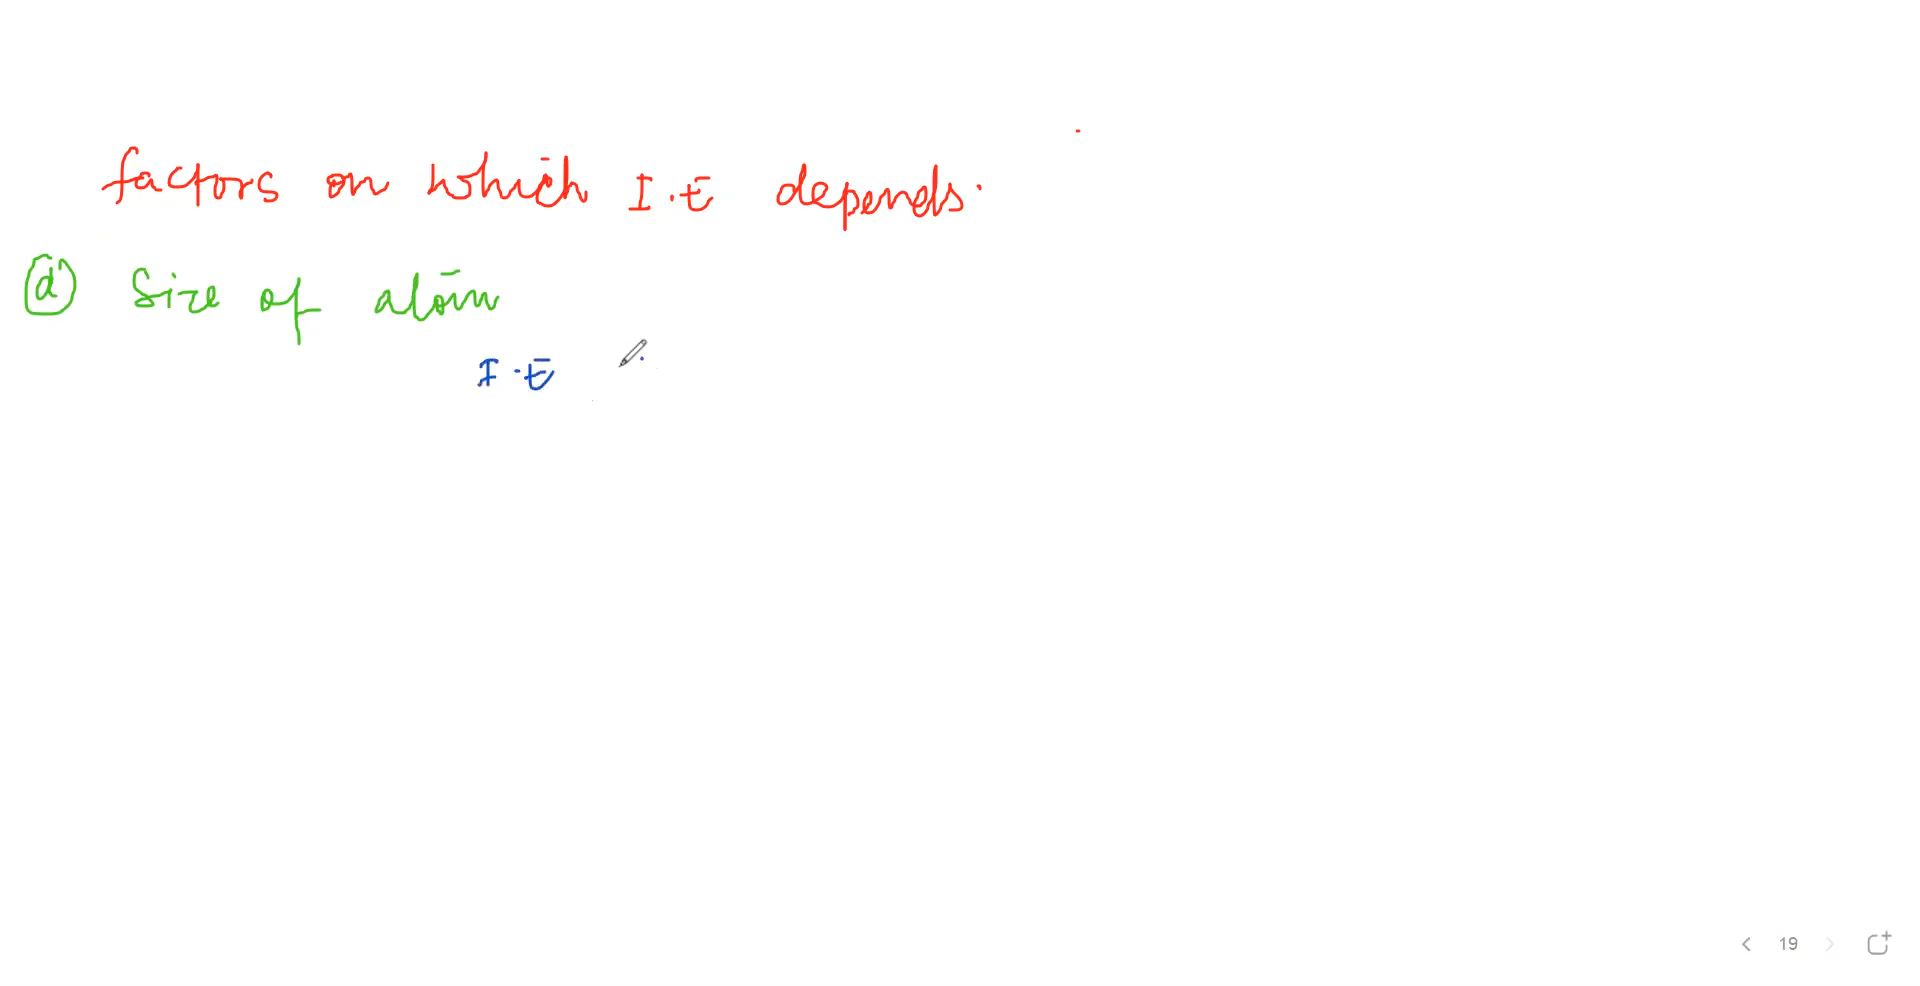 factors on which I.E depends.
d Size of atom
I.E
19